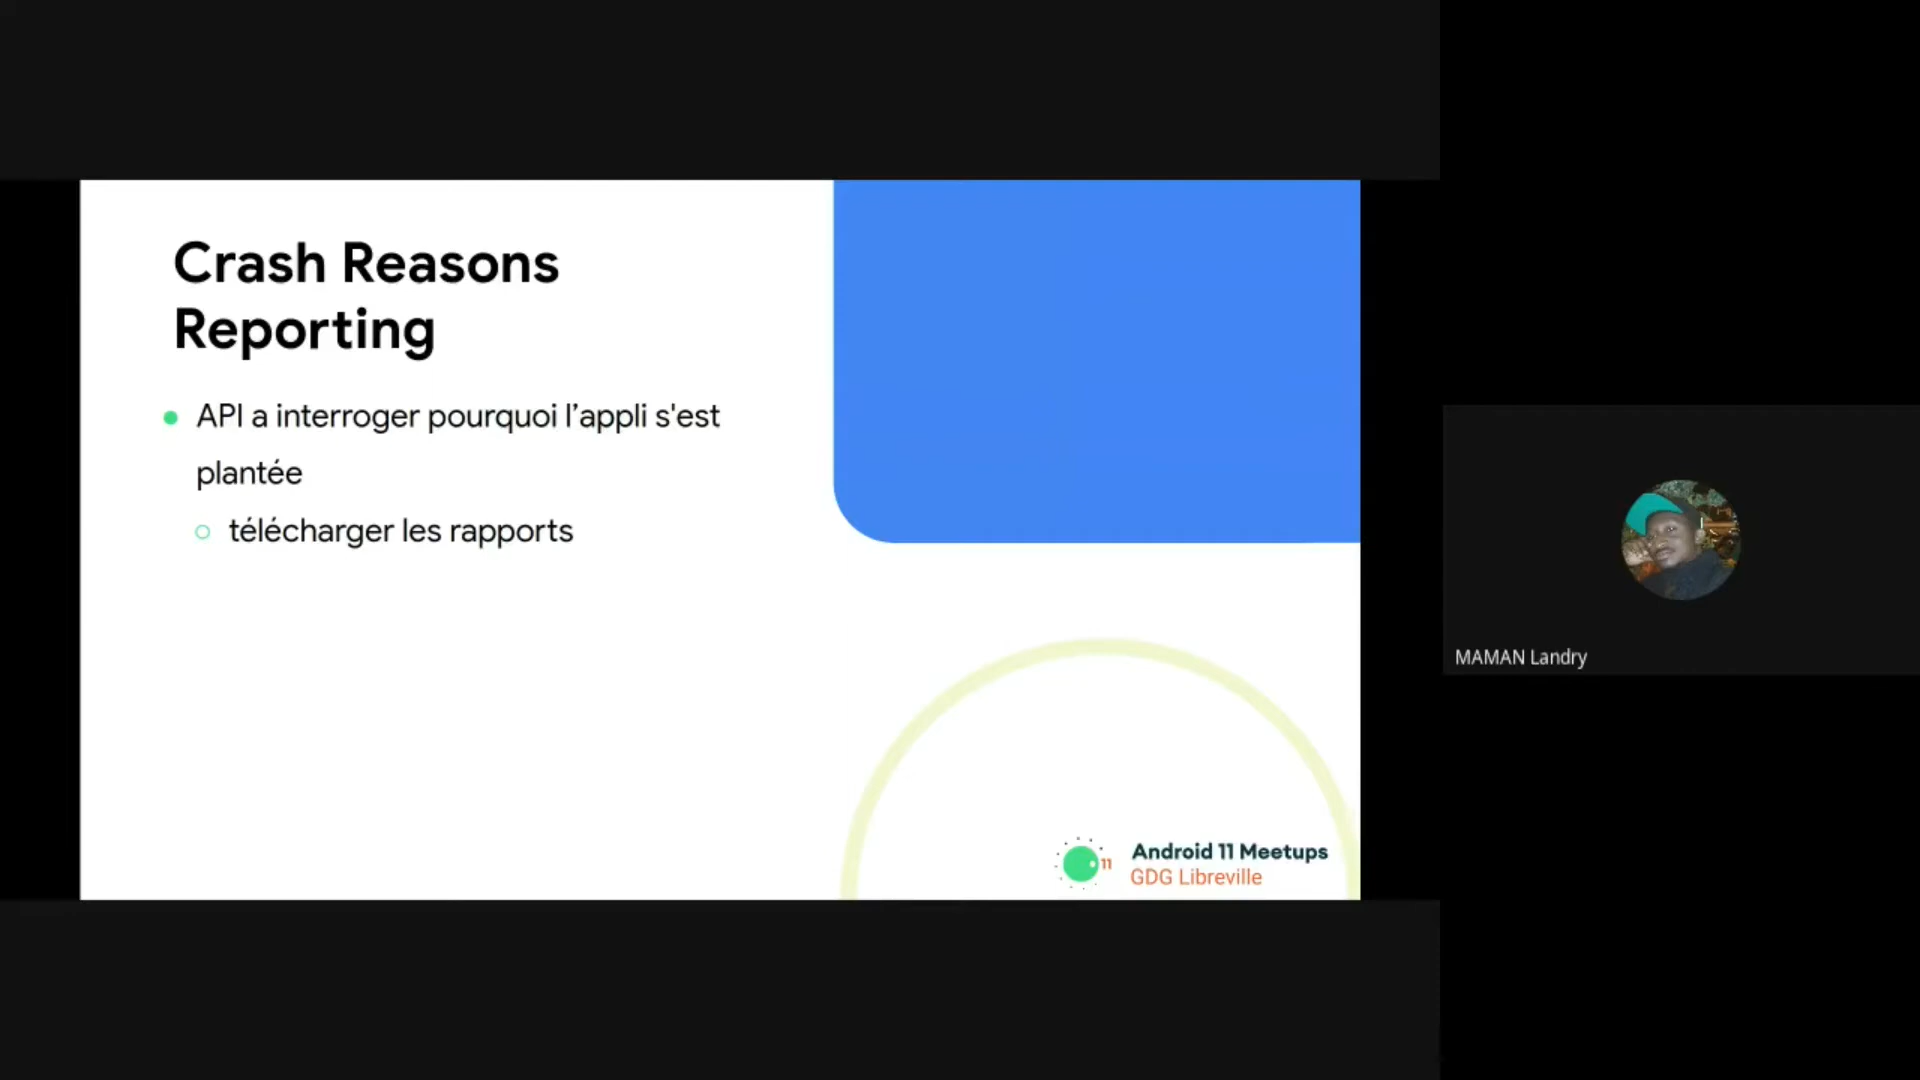 Crash Reasons
Reporting
API a interroger pourquoi l’appli s'est
plantée
télécharger les rapports
11
Android 11 Meetups
GDG Libreville
MAMAN Landry